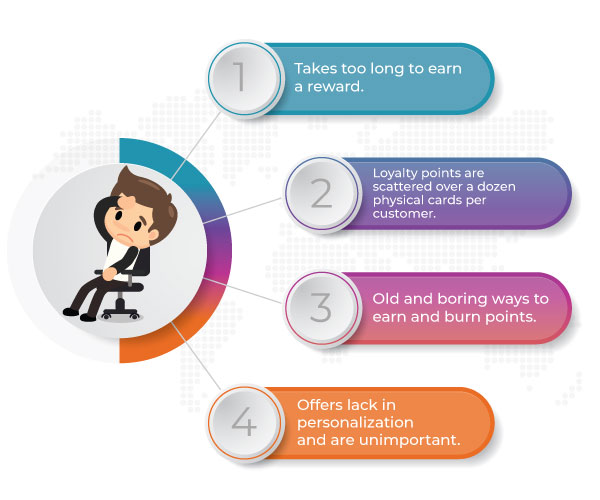 1
Takes too long to earn
a reward.
2
Loyalty points are
scattered over a dozen
physical cards per
customer.
3
Old and boring ways to
earn and burn points.
4
Offers lack in
personalization
and are unimportant.